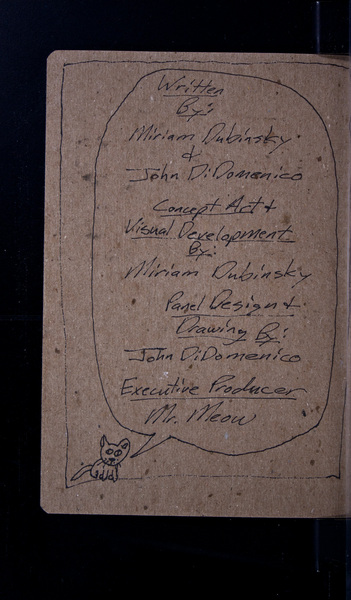 Written
By:
Miriam Dubinsky
&
John DiDomenico
Concept Art &
Visual Development
By:
Miriam Dubinsky
Panel Design &
Drawing By:
John DiDomenico
Executive Producer
Mr. Meow